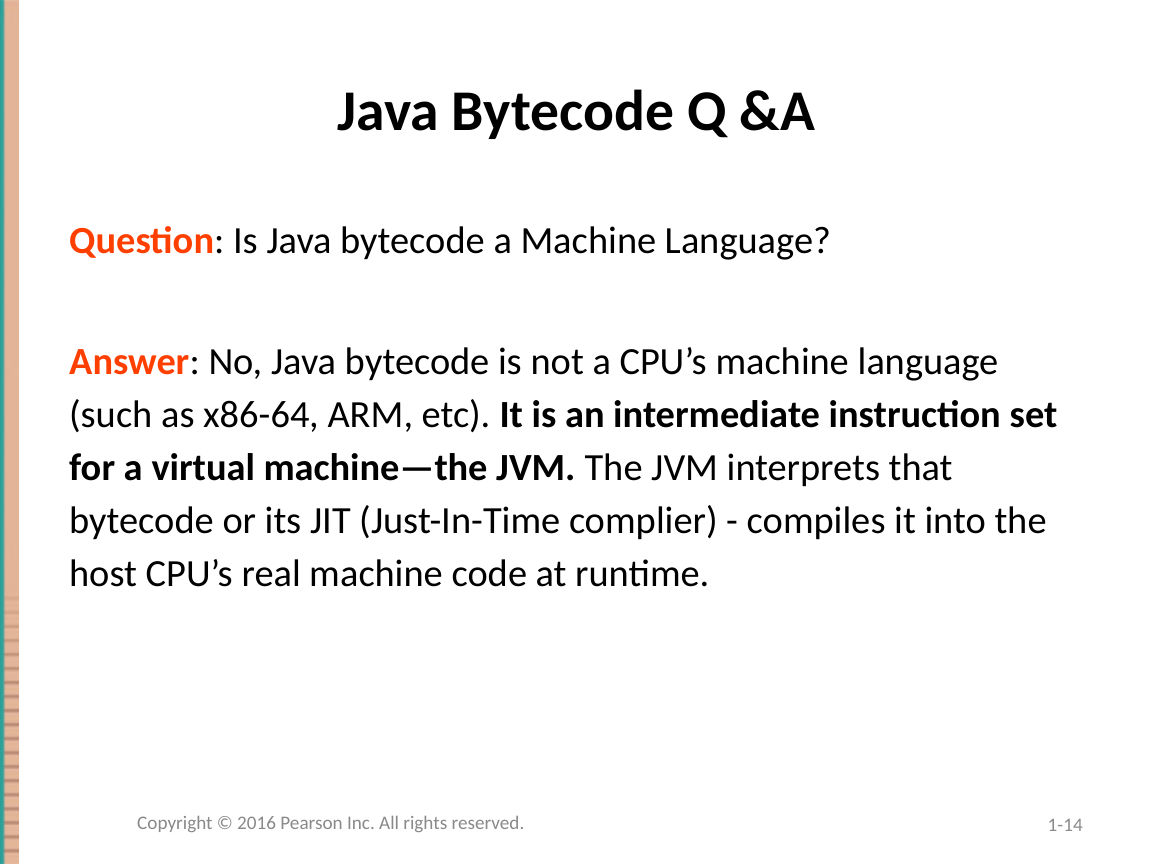 Java Bytecode Q &A
Question: Is Java bytecode a Machine Language?
Answer: No, Java bytecode is not a CPU’s machine language
(such as x86-64, ARM, etc). It is an intermediate instruction set
for a virtual machine—the JVM. The JVM interprets that
bytecode or its JIT (Just-In-Time complier) - compiles it into the
host CPU’s real machine code at runtime.
Copyright © 2016 Pearson Inc. All rights reserved.
1-14